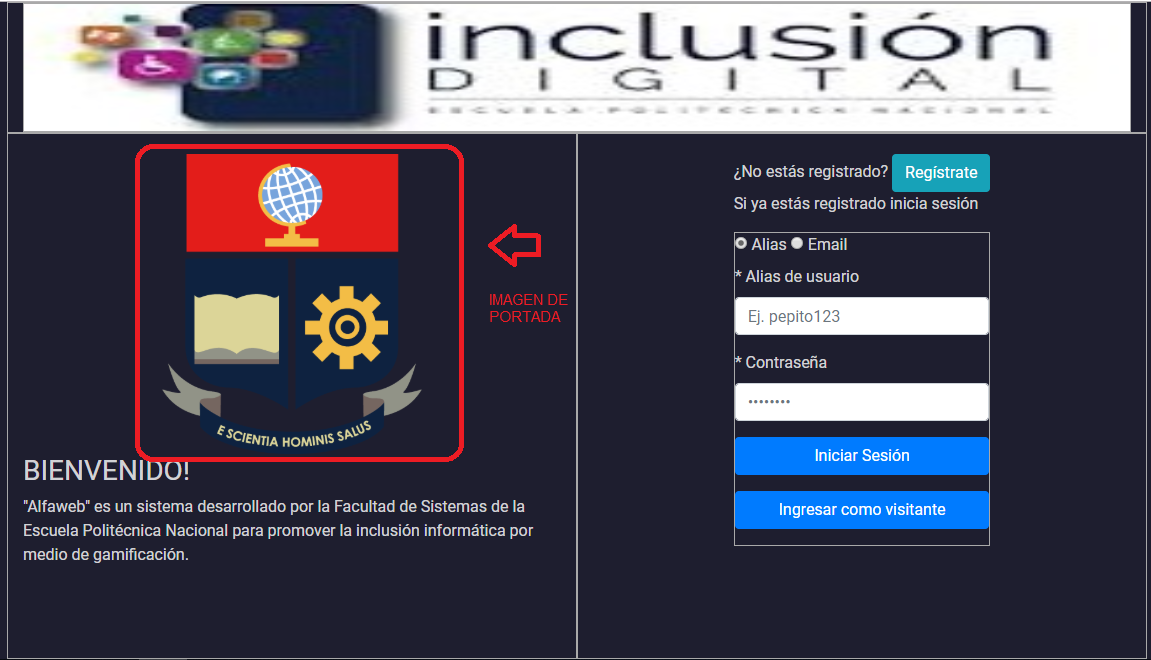 inclusión
DIGITAL
ESCUELA POLITÉCNICA NACIONAL
E SCIENTIA HOMINIS SALUS
IMAGEN DE
PORTADA
BIENVENIDO!
"Alfaweb" es un sistema desarrollado por la Facultad de Sistemas de la
Escuela Politécnica Nacional para promover la inclusión informática por
medio de gamificación.
¿No estás registrado? Regístrate
Si ya estás registrado inicia sesión
Alias Email
* Alias de usuario
Ej. pepito123
* Contraseña
••••••••
Iniciar Sesión
Ingresar como visitante